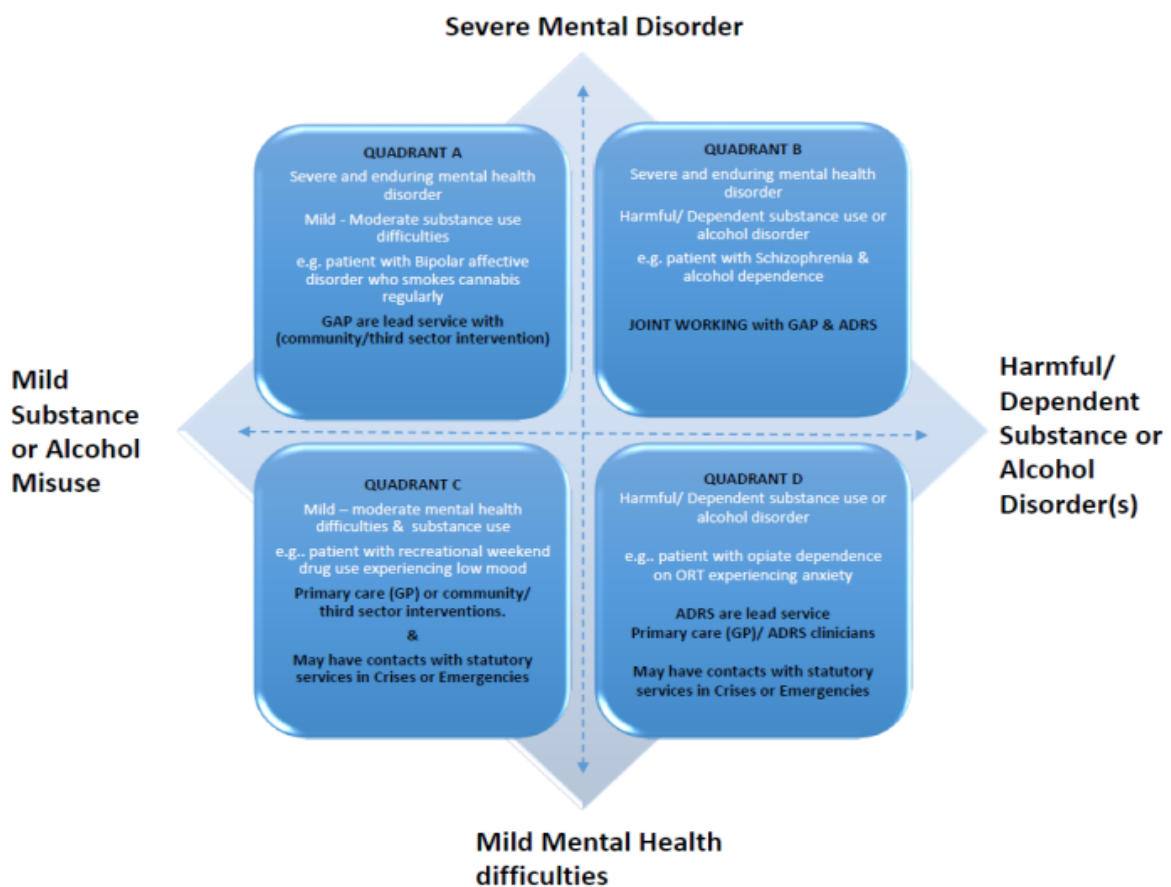 Severe Mental Disorder
QUADRANT A
Severe and enduring mental health
disorder
Mild - Moderate substance use
difficulties
e.g. patient with Bipolar affective
disorder who smokes cannabis
regularly
GAP are lead service with
(community/third sector intervention)
QUADRANT B
Severe and enduring mental health
disorder
Harmful/ Dependent substance use or
alcohol disorder
e.g. patient with Schizophrenia &
alcohol dependence
JOINT WORKING with GAP & ADRS
Mild
Substance
or Alcohol
Misuse
Harmful/
Dependent
Substance or
Alcohol
Disorder(s)
QUADRANT C
Mild – moderate mental health
difficulties & substance use
e.g.. patient with recreational weekend
drug use experiencing low mood
Primary care (GP) or community/
third sector interventions.
&
May have contacts with statutory
services in Crises or Emergencies
QUADRANT D
Harmful/ Dependent substance use or
alcohol disorder
e.g.. patient with opiate dependence
on ORT experiencing anxiety
ADRS are lead service
Primary care (GP)/ ADRS clinicians
May have contacts with statutory
services in Crises or Emergencies
Mild Mental Health
difficulties